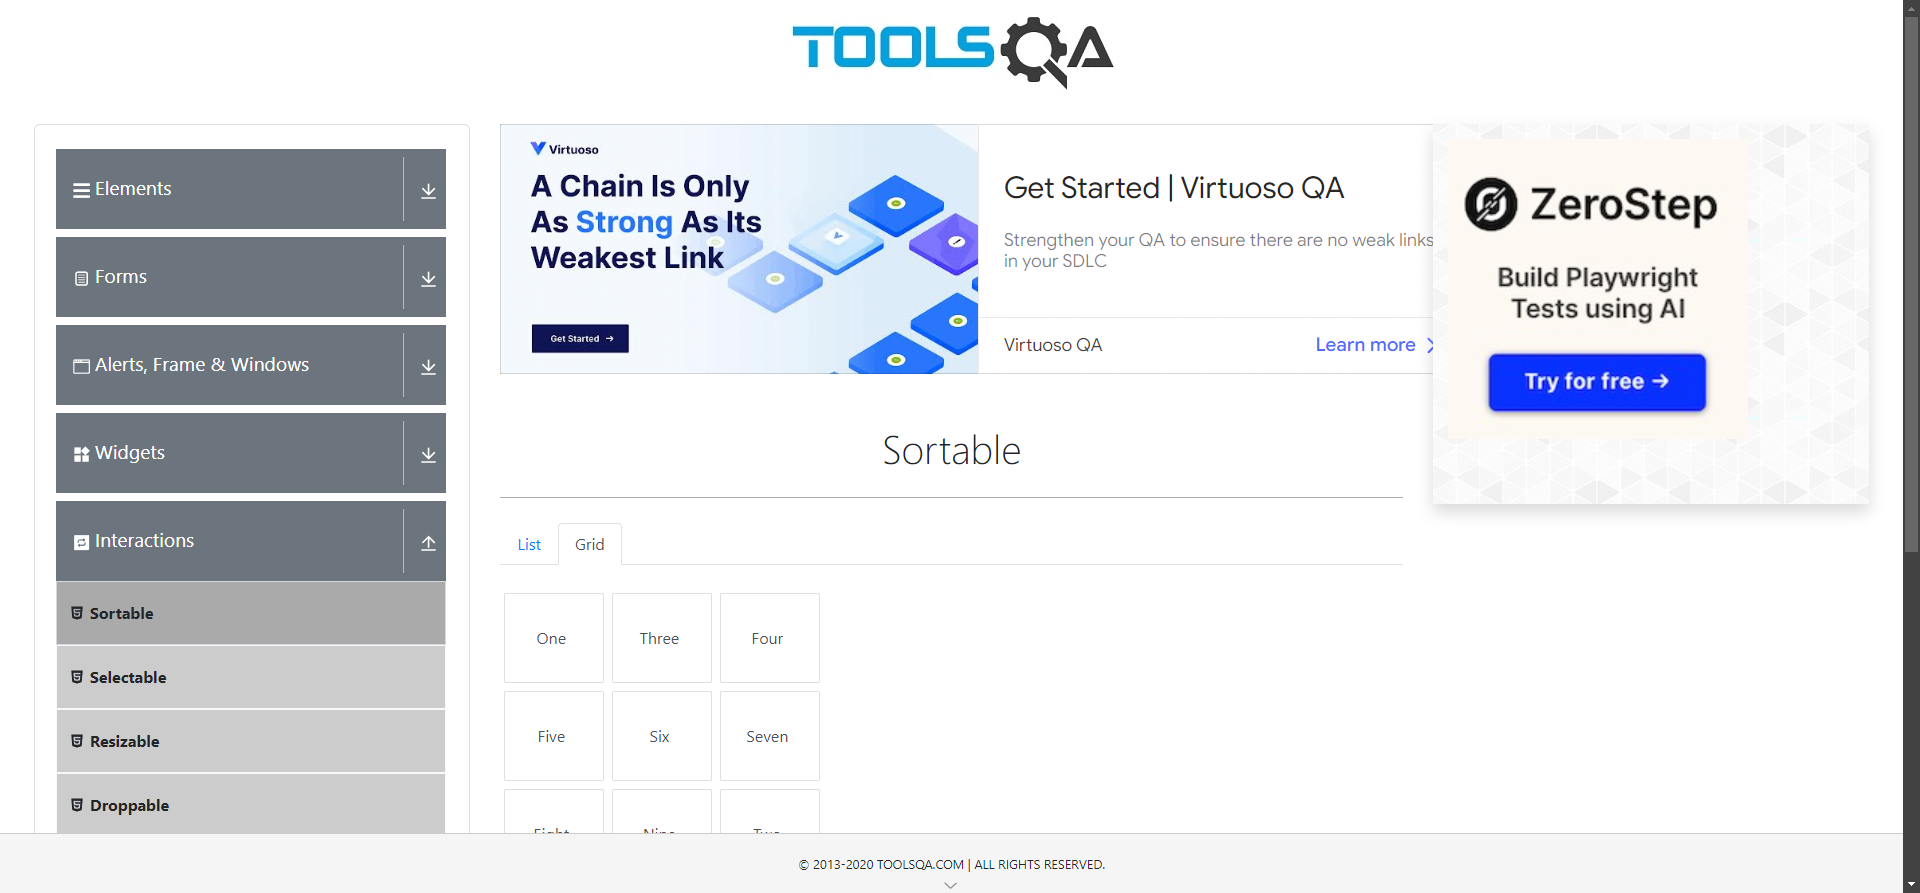 TOOLSQA
Elements
Forms
Alerts, Frame & Windows
Widgets
Interactions
Sortable
Selectable
Resizable
Droppable
Virtuoso
A Chain Is Only
As Strong As Its
Weakest Link
Get Started →
Get Started | Virtuoso QA
Strengthen your QA to ensure there are no weak links
in your SDLC
Virtuoso QA
Learn more
ZeroStep
Build Playwright
Tests using AI
Try for free →
Sortable
List
Grid
One
Three
Four
Five
Six
Seven
Eight
Nine
Two
© 2013-2020 TOOLSQA.COM | ALL RIGHTS RESERVED.